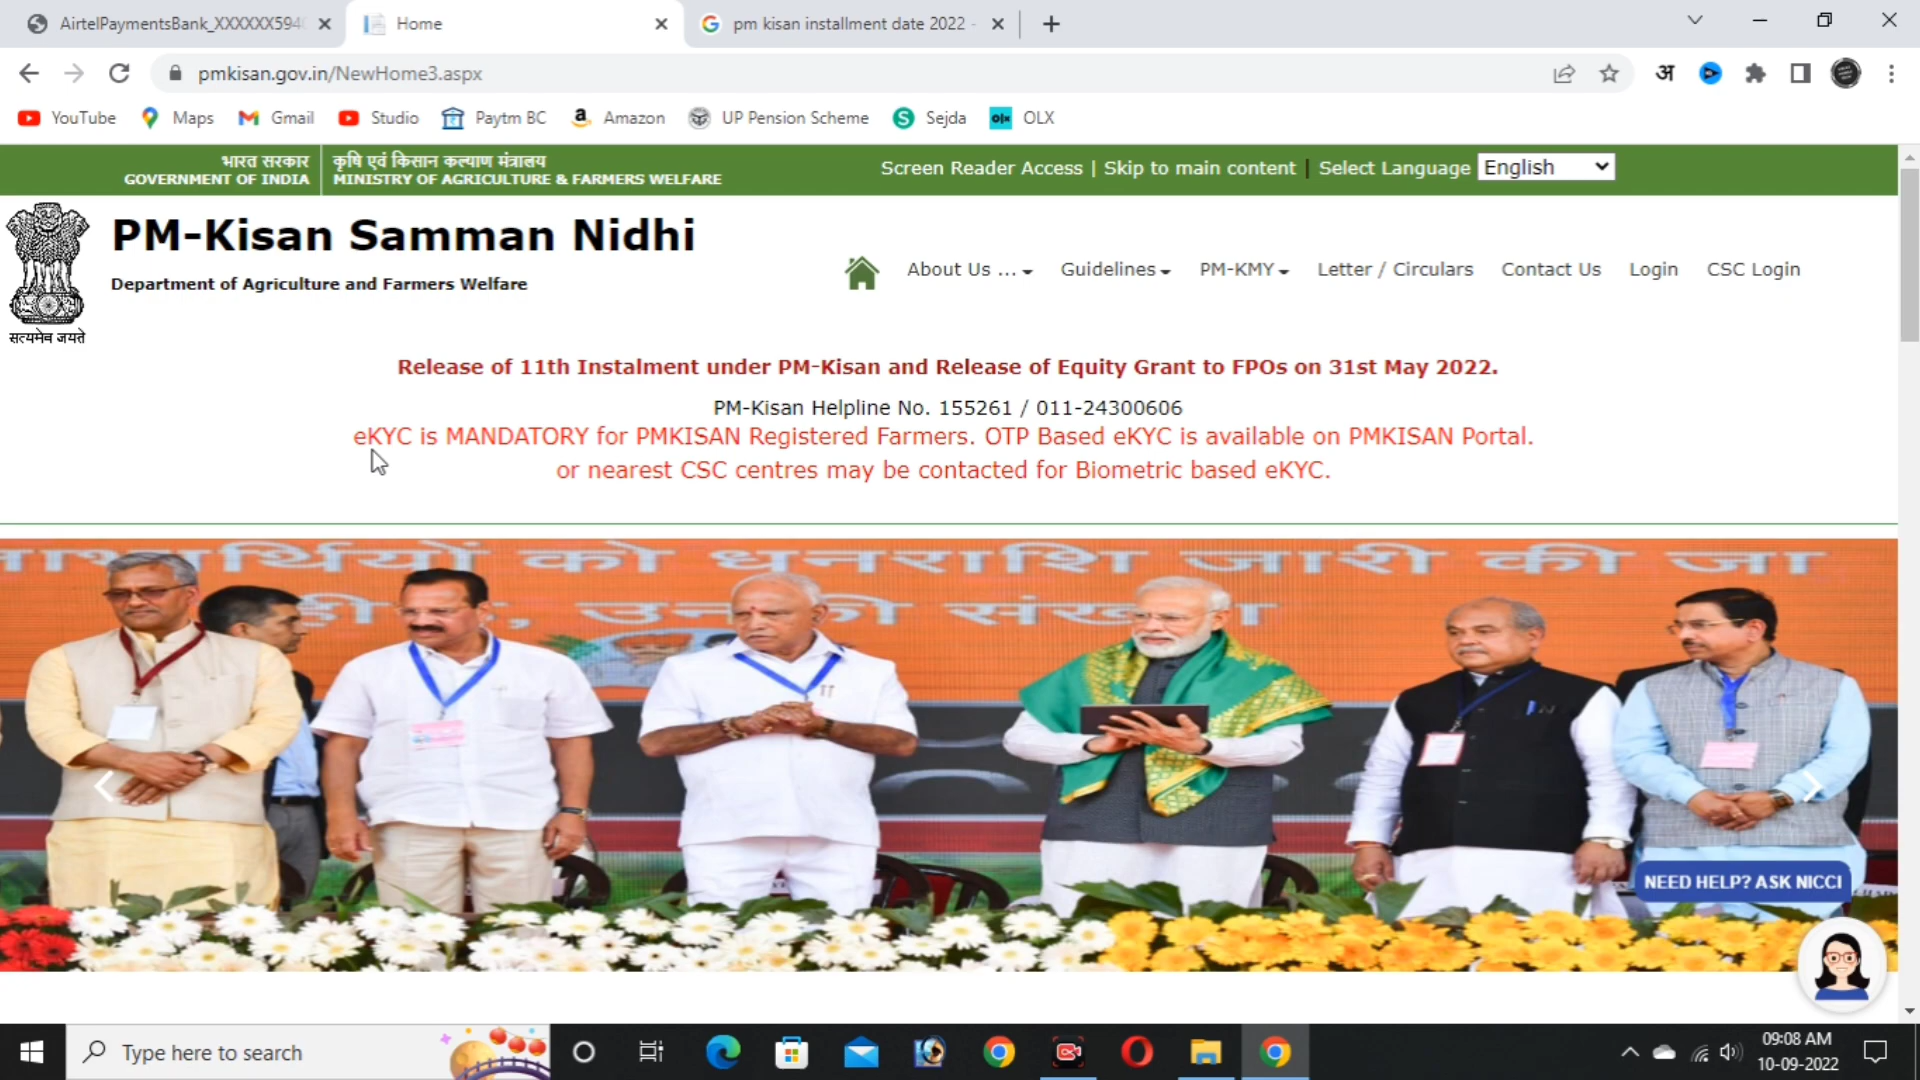 AirtelPaymentsBank_XXXXXX594
Home
pm kisan installment date 2022 -
pmkisan.gov.in/NewHome3.aspx
अ
YouTube
Maps
Gmail
Studio
Paytm BC
Amazon
UP Pension Scheme
Sejda
OLX
भारत सरकार
GOVERNMENT OF INDIA
कृषि एवं किसान कल्याण मंत्रालय
MINISTRY OF AGRICULTURE & FARMERS WELFARE
Screen Reader Access | Skip to main content | Select Language English
PM-Kisan Samman Nidhi
Department of Agriculture and Farmers Welfare
सत्यमेव जयते
About Us ... Guidelines PM-KMY Letter / Circulars Contact Us Login CSC Login
Release of 11th Instalment under PM-Kisan and Release of Equity Grant to FPOs on 31st May 2022.
PM-Kisan Helpline No. 155261 / 011-24300606
eKYC is MANDATORY for PMKISAN Registered Farmers. OTP Based eKYC is available on PMKISAN Portal.
or nearest CSC centres may be contacted for Biometric based eKYC.
को धनराशि जारी की जा
उनकी संख्या
NEED HELP? ASK NICCI
Type here to search
09:08 AM
10-09-2022